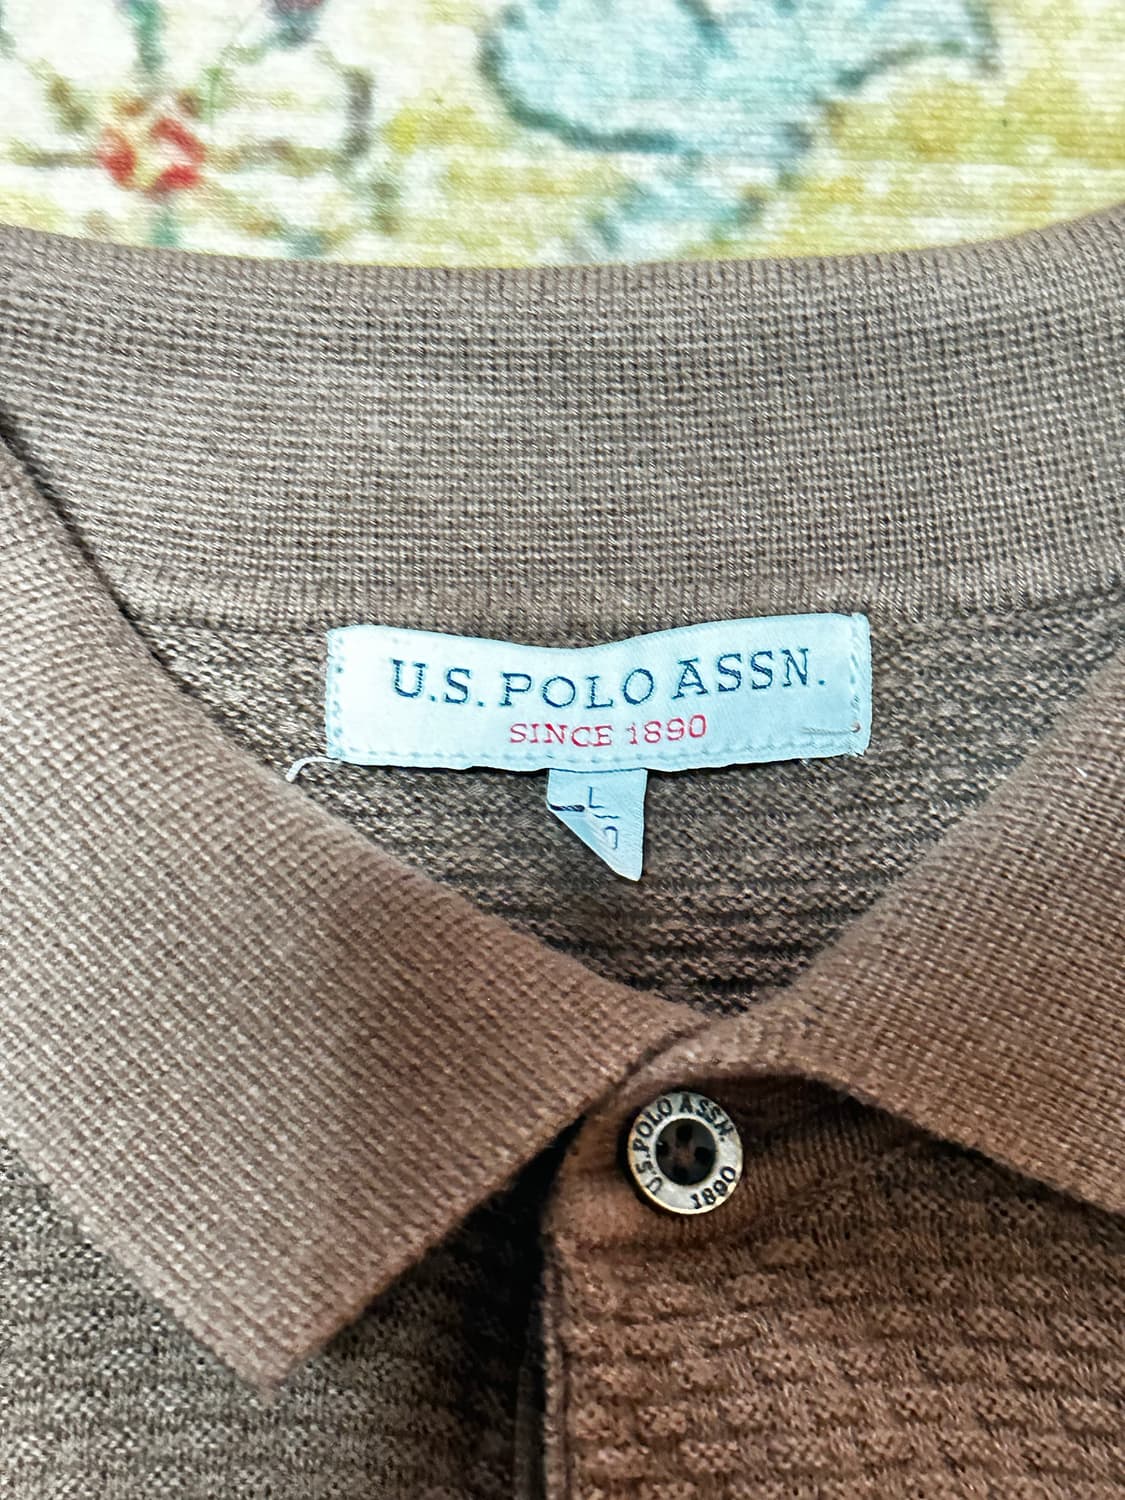 U.S. POLO ASSN.
SINCE 1890
L
U.S. POLO ASSN.
1890